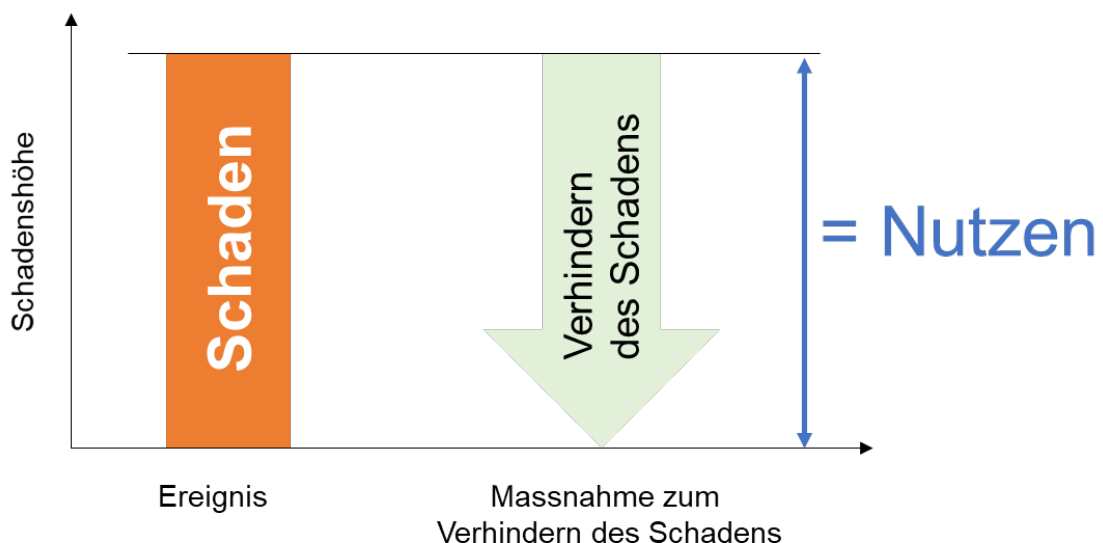 Schadenshöhe
Schaden
Verhindern
des Schadens
= Nutzen
Ereignis
Massnahme zum
Verhindern des Schadens